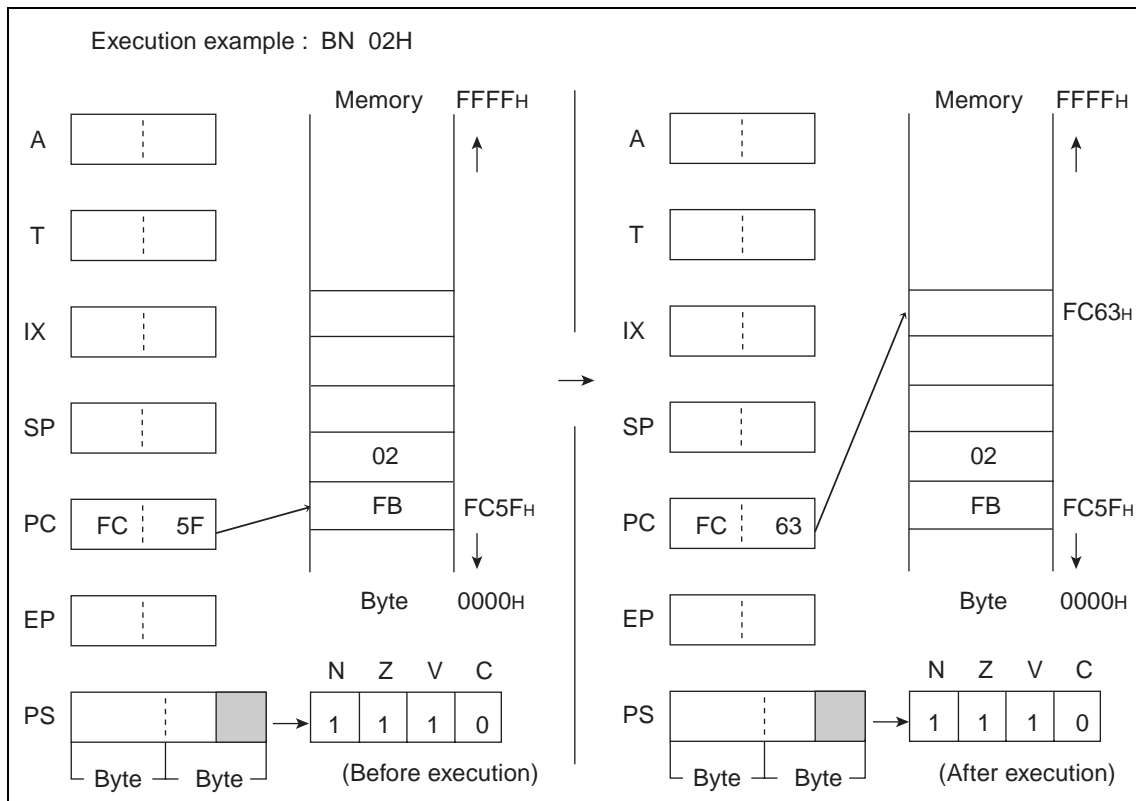 Execution example : BN 02H
Memory FFFFH
A
T
IX
SP
02
PC FC 5F FB FC5FH
Byte 0000H
EP
N Z V C
PS 1 1 1 0
Byte Byte (Before execution)
Memory FFFFH
A
T
FC63H
IX
SP
02
PC FC 63 FB FC5FH
Byte 0000H
EP
N Z V C
PS 1 1 1 0
Byte Byte (After execution)